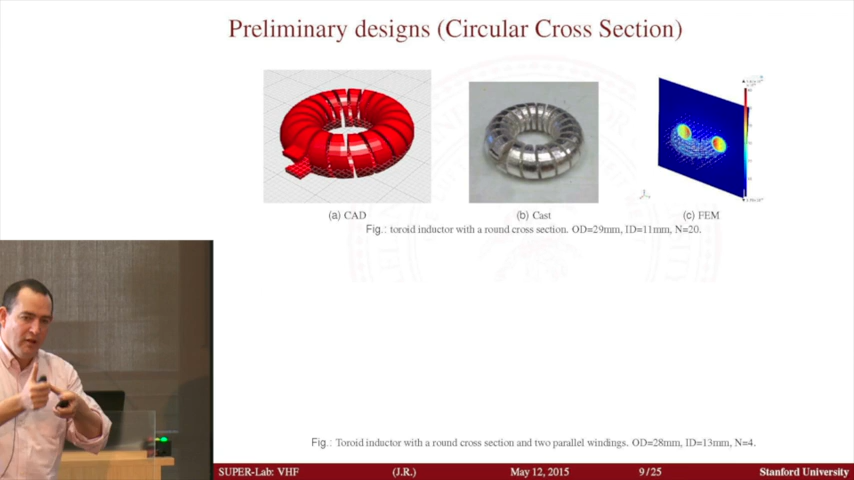 Preliminary designs (Circular Cross Section)
(a) CAD
(b) Cast
(c) FEM
Fig.: toroid inductor with a round cross section. OD=29mm, ID=11mm, N=20.
Fig.: Toroid inductor with a round cross section and two parallel windings. OD=28mm, ID=13mm, N=4.
SUPER-Lab: VHF (J.R.) May 12, 2015 9/25 Stanford University